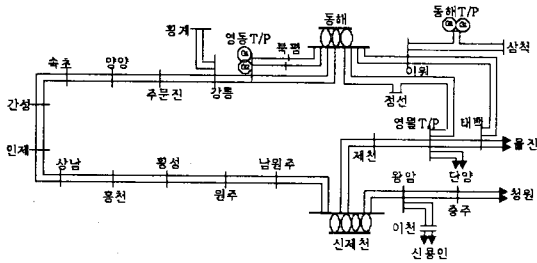 횡계
영동T/P
북평
동해
동해T/P
삼척
이원
속초
양양
주문진
강릉
정선
간성
영월T/P
태백
울진
인제
제천
상남
횡성
남원주
왕암
단양
청원
홍천
원주
충주
신제천
이천
신용인